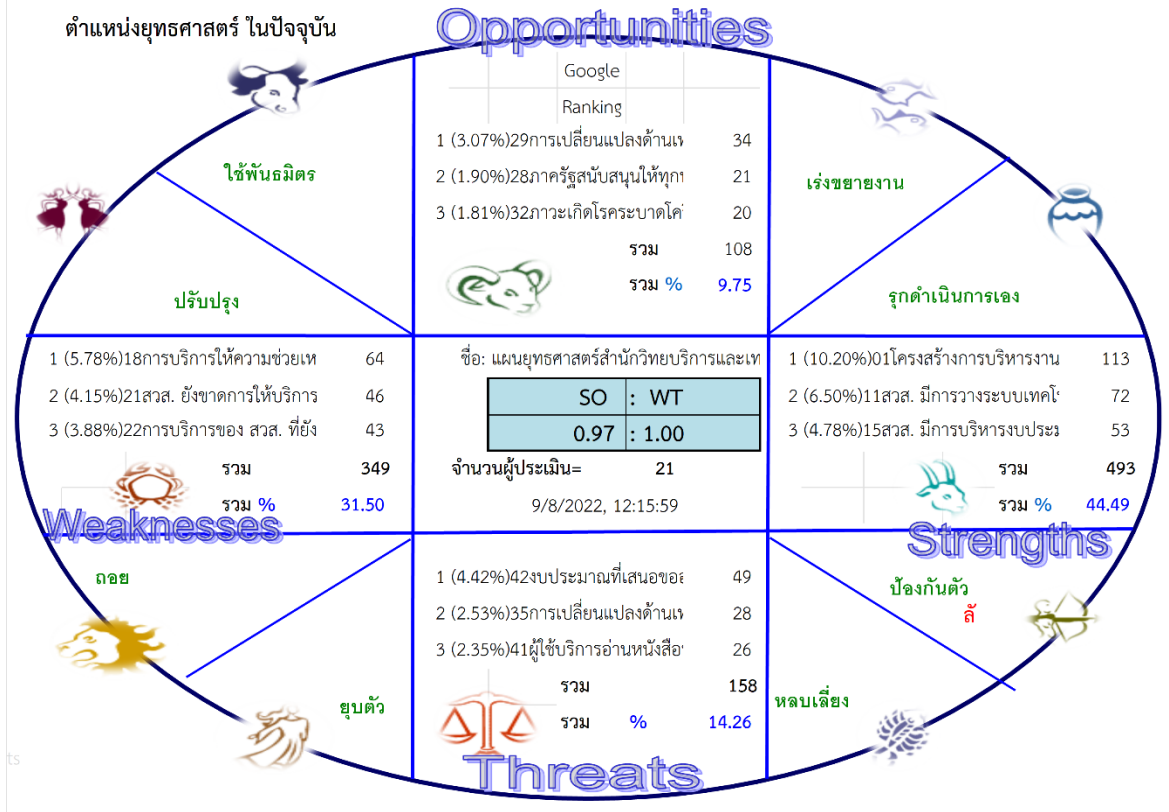 ตำแหน่งยุทธศาสตร์ ในปัจจุบัน
Opportunities
Google
Ranking
1 (3.07%)29การเปลี่ยนแปลงด้านเท 34
2 (1.90%)28ภาครัฐสนับสนุนให้ทุกห 21
3 (1.81%)32ภาวะเกิดโรคระบาดโค 20
รวม 108
รวม % 9.75
ใช้พันธมิตร
ปรับปรุง
เร่งขยายงาน
รุกดำเนินการเอง
1 (5.78%)18การบริการให้ความช่วยเห 64
2 (4.15%)21สวส. ยังขาดการให้บริการ 46
3 (3.88%)22การบริการของ สวส. ที่ยัง 43
รวม 349
รวม % 31.50
Weaknesses
ชื่อ: แผนยุทธศาสตร์สำนักวิทยบริการและเท
SO : WT
0.97 : 1.00
จำนวนผู้ประเมิน= 21
9/8/2022, 12:15:59
1 (10.20%)01โครงสร้างการบริหารงาน 113
2 (6.50%)11สวส. มีการวางระบบเทคโ 72
3 (4.78%)15สวส. มีการบริหารงบประม 53
รวม 493
รวม % 44.49
Strengths
ถอย
ยุบตัว
1 (4.42%)42งบประมาณที่เสนอขอ 49
2 (2.53%)35การเปลี่ยนแปลงด้านเท 28
3 (2.35%)41ผู้ใช้บริการอ่านหนังสือ 26
รวม 158
รวม % 14.26
Threats
ป้องกันตัว
ลั
หลบเลี่ยง
ts